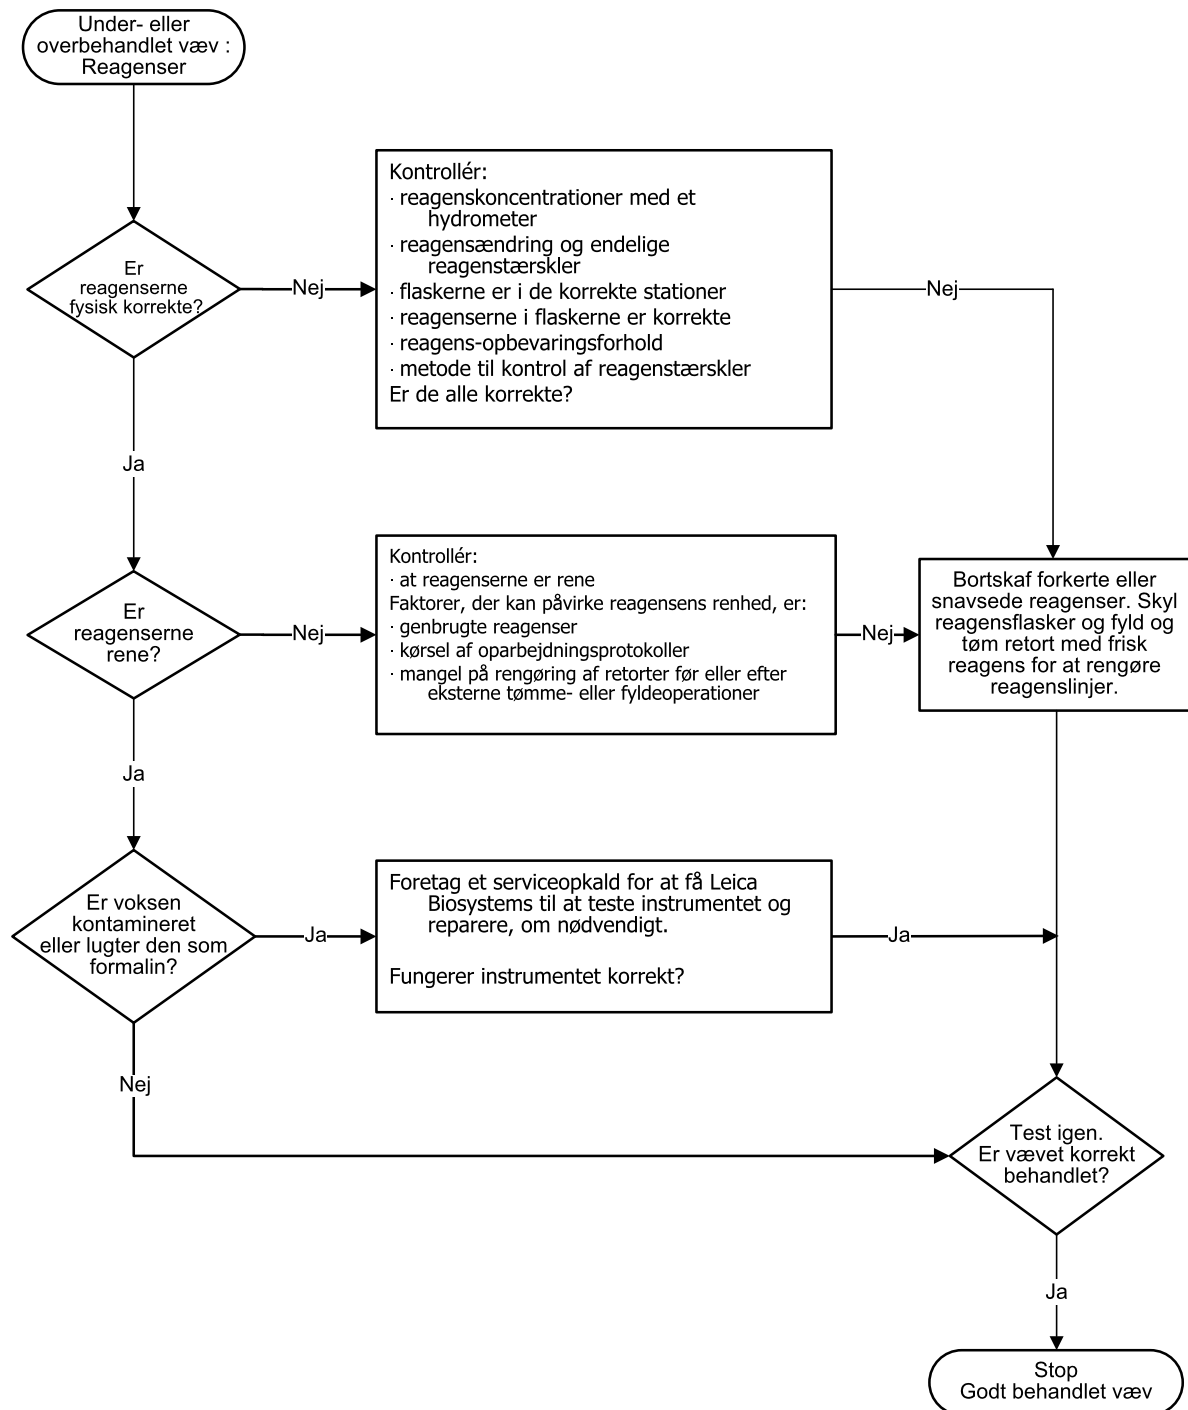 Under- eller
overbehandlet væv :
Reagenser
Kontrollér:
· reagenskoncentrationer med et
hydrometer
· reagensændring og endelige
reagenstærskler
· flaskerne er i de korrekte stationer
· reagenserne i flaskerne er korrekte
· reagens-opbevaringsforhold
· metode til kontrol af reagenstærskler
Er de alle korrekte?
Er
reagenserne
fysisk korrekte?
Nej
Nej
Ja
Kontrollér:
· at reagenserne er rene
Faktorer, der kan påvirke reagensens renhed, er:
· genbrugte reagenser
· kørsel af oparbejdningsprotokoller
· mangel på rengøring af retorter før eller efter
eksterne tømme- eller fyldeoperationer
Er
reagenserne
rene?
Nej
Nej
Bortskaf forkerte eller
snavsede reagenser. Skyl
reagensflasker og fyld og
tøm retort med frisk
reagens for at rengøre
reagenslinjer.
Ja
Er voksen
kontamineret
eller lugter den som
formalin?
Ja
Foretag et serviceopkald for at få Leica
Biosystems til at teste instrumentet og
reparere, om nødvendigt.
Fungerer instrumentet korrekt?
Ja
Nej
Test igen.
Er vævet korrekt
behandlet?
Ja
Stop
Godt behandlet væv